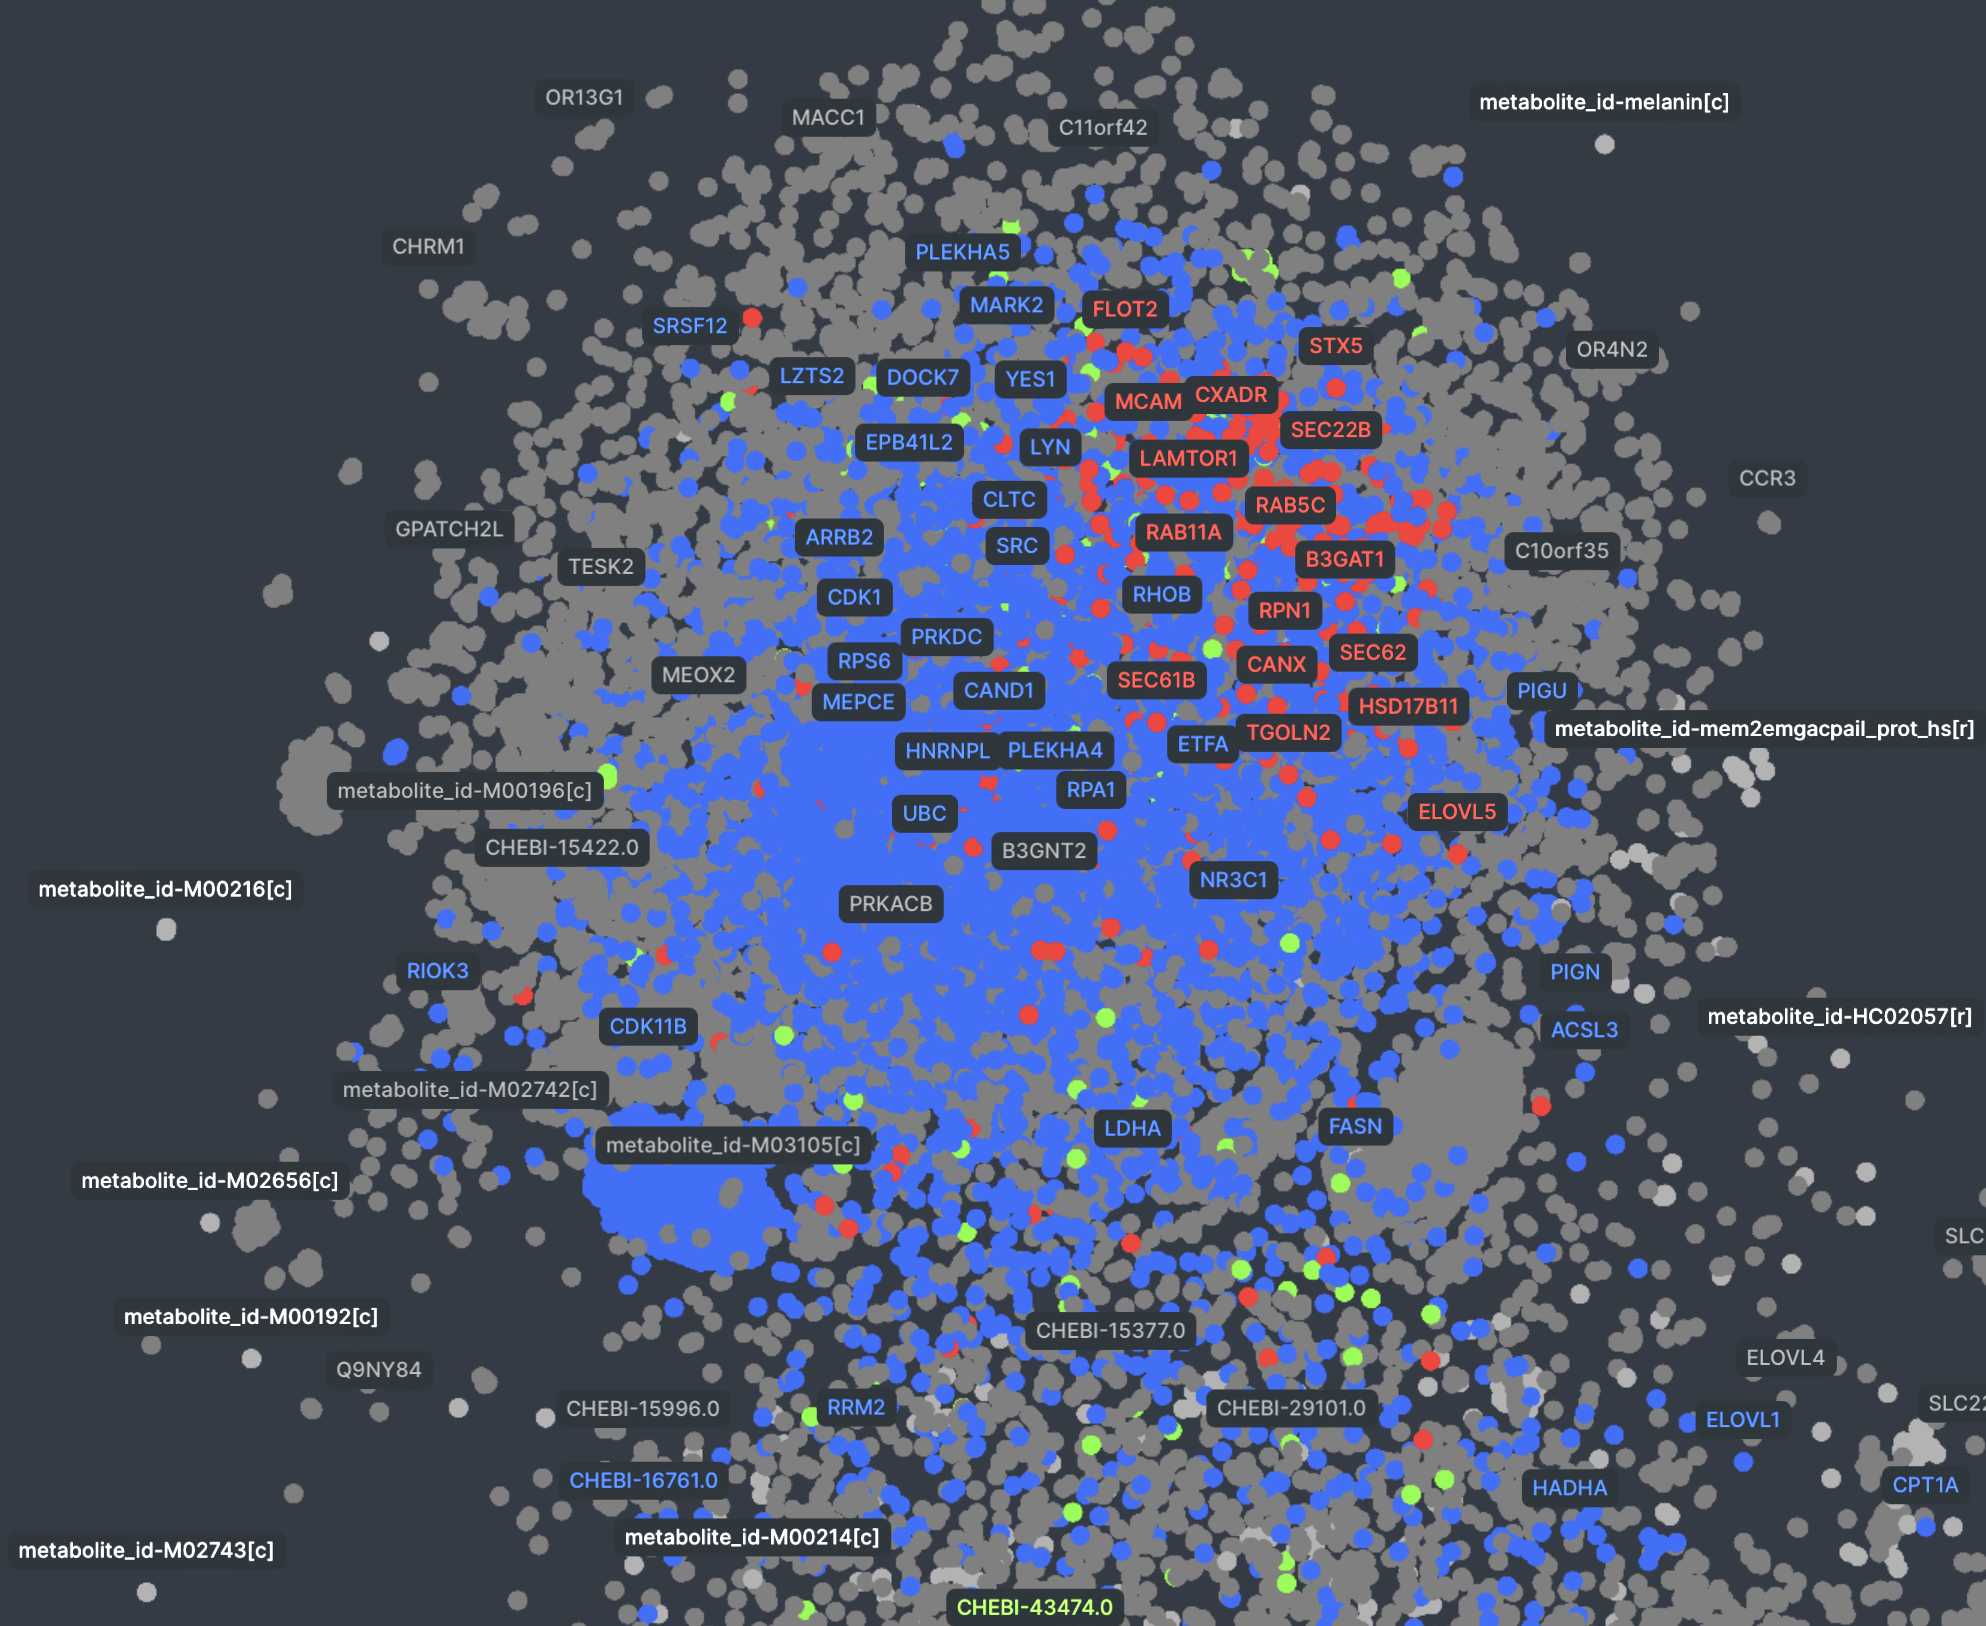 OR13G1
metabolite_id-melanin[c]
MACC1
C11orf42
CHRM1
PLEKHA5
MARK2
FLOT2
SRSF12
STX5
OR4N2
LZTS2
DOCK7
YES1
MCAM
CXADR
SEC22B
EPB41L2
LYN
LAMTOR1
CCR3
CLTC
RAB5C
GPATCH2L
RAB11A
ARRB2
SRC
C10orf35
B3GAT1
TESK2
CDK1
RHOB
RPN1
PRKDC
RPS6
SEC62
CANX
MEOX2
SEC61B
CAND1
PIGU
MEPCE
HSD17B11
metabolite_id-mem2emgacpail_prot_hs[r]
TGOLN2
ETFA
HNRNPL
PLEKHA4
metabolite_id-M00196[c]
RPA1
UBC
ELOVL5
CHEBI-15422.0
B3GNT2
NR3C1
metabolite_id-M00216[c]
PRKACB
RIOK3
PIGN
metabolite_id-HC02057[r]
CDK11B
ACSL3
metabolite_id-M02742[c]
LDHA
FASN
metabolite_id-M03105[c]
metabolite_id-M02656[c]
SLC
metabolite_id-M00192[c]
CHEBI-15377.0
ELOVL4
Q9NY84
SLC22
CHEBI-15996.0
RRM2
CHEBI-29101.0
ELOVL1
CHEBI-16761.0
HADHA
CPT1A
metabolite_id-M00214[c]
metabolite_id-M02743[c]
CHEBI-43474.0